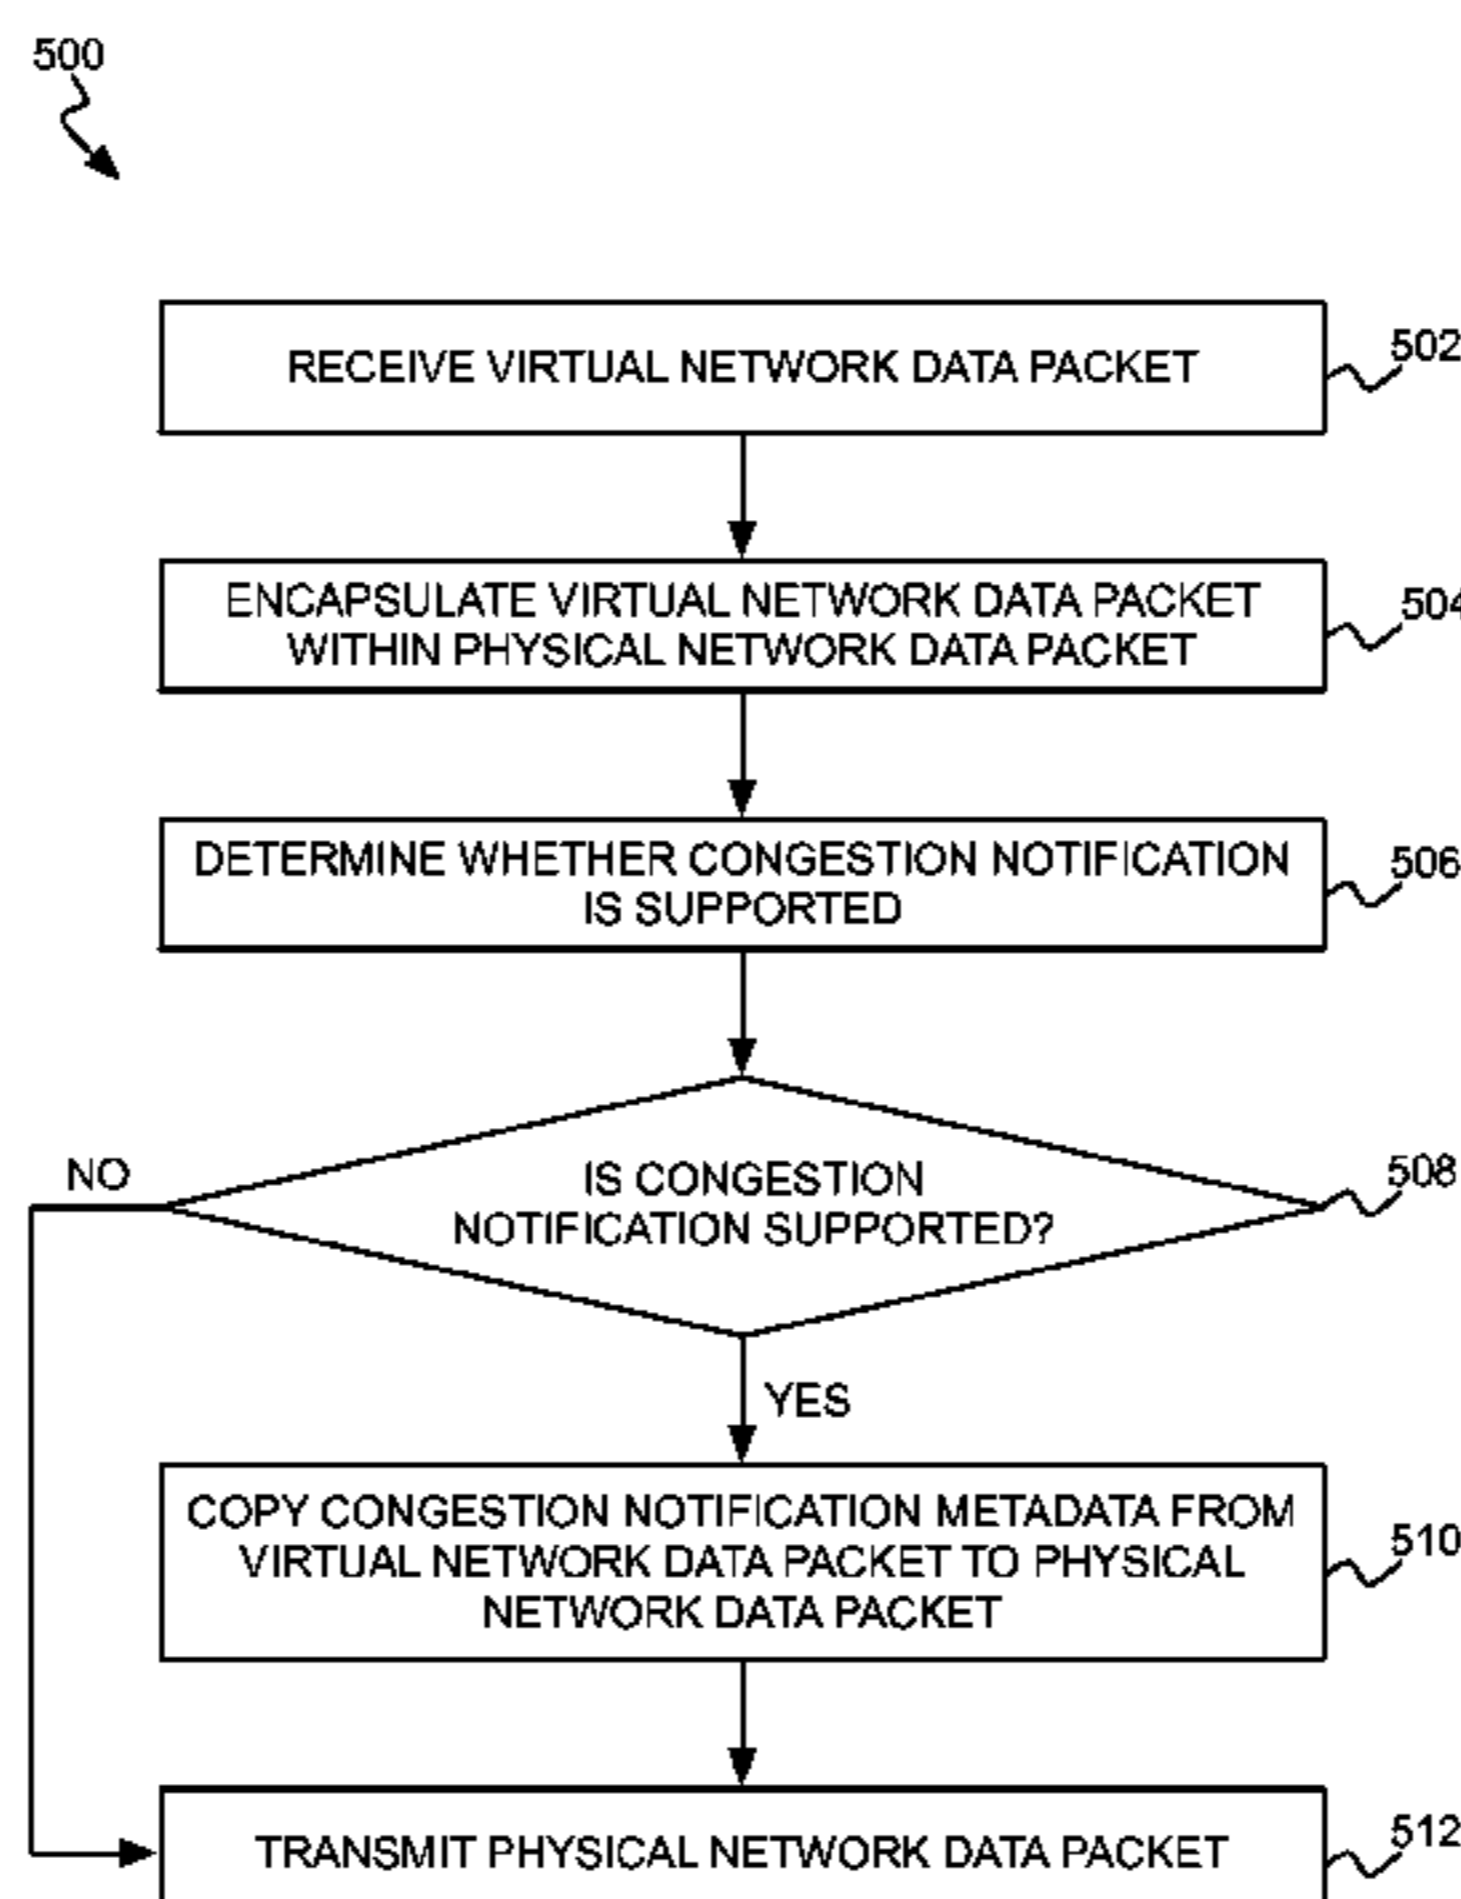 500
RECEIVE VIRTUAL NETWORK DATA PACKET
502
ENCAPSULATE VIRTUAL NETWORK DATA PACKET
WITHIN PHYSICAL NETWORK DATA PACKET
504
DETERMINE WHETHER CONGESTION NOTIFICATION
IS SUPPORTED
506
NO
IS CONGESTION
NOTIFICATION SUPPORTED?
508
YES
COPY CONGESTION NOTIFICATION METADATA FROM
VIRTUAL NETWORK DATA PACKET TO PHYSICAL
NETWORK DATA PACKET
510
TRANSMIT PHYSICAL NETWORK DATA PACKET
512